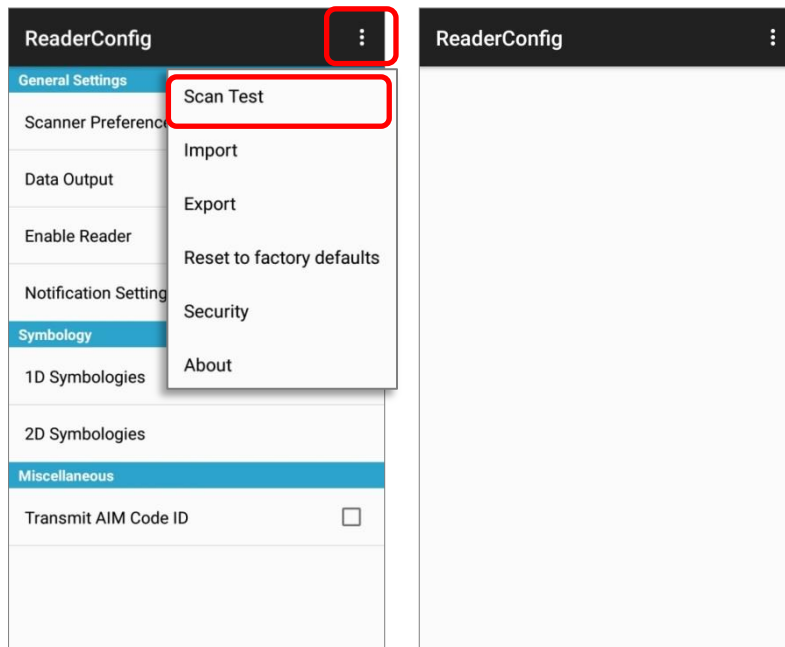 ReaderConfig
General Settings
Scanner Preference
Data Output
Enable Reader
Notification Setting
Symbology
1D Symbologies
2D Symbologies
Miscellaneous
Transmit AIM Code ID
Scan Test
Import
Export
Reset to factory defaults
Security
About
ReaderConfig